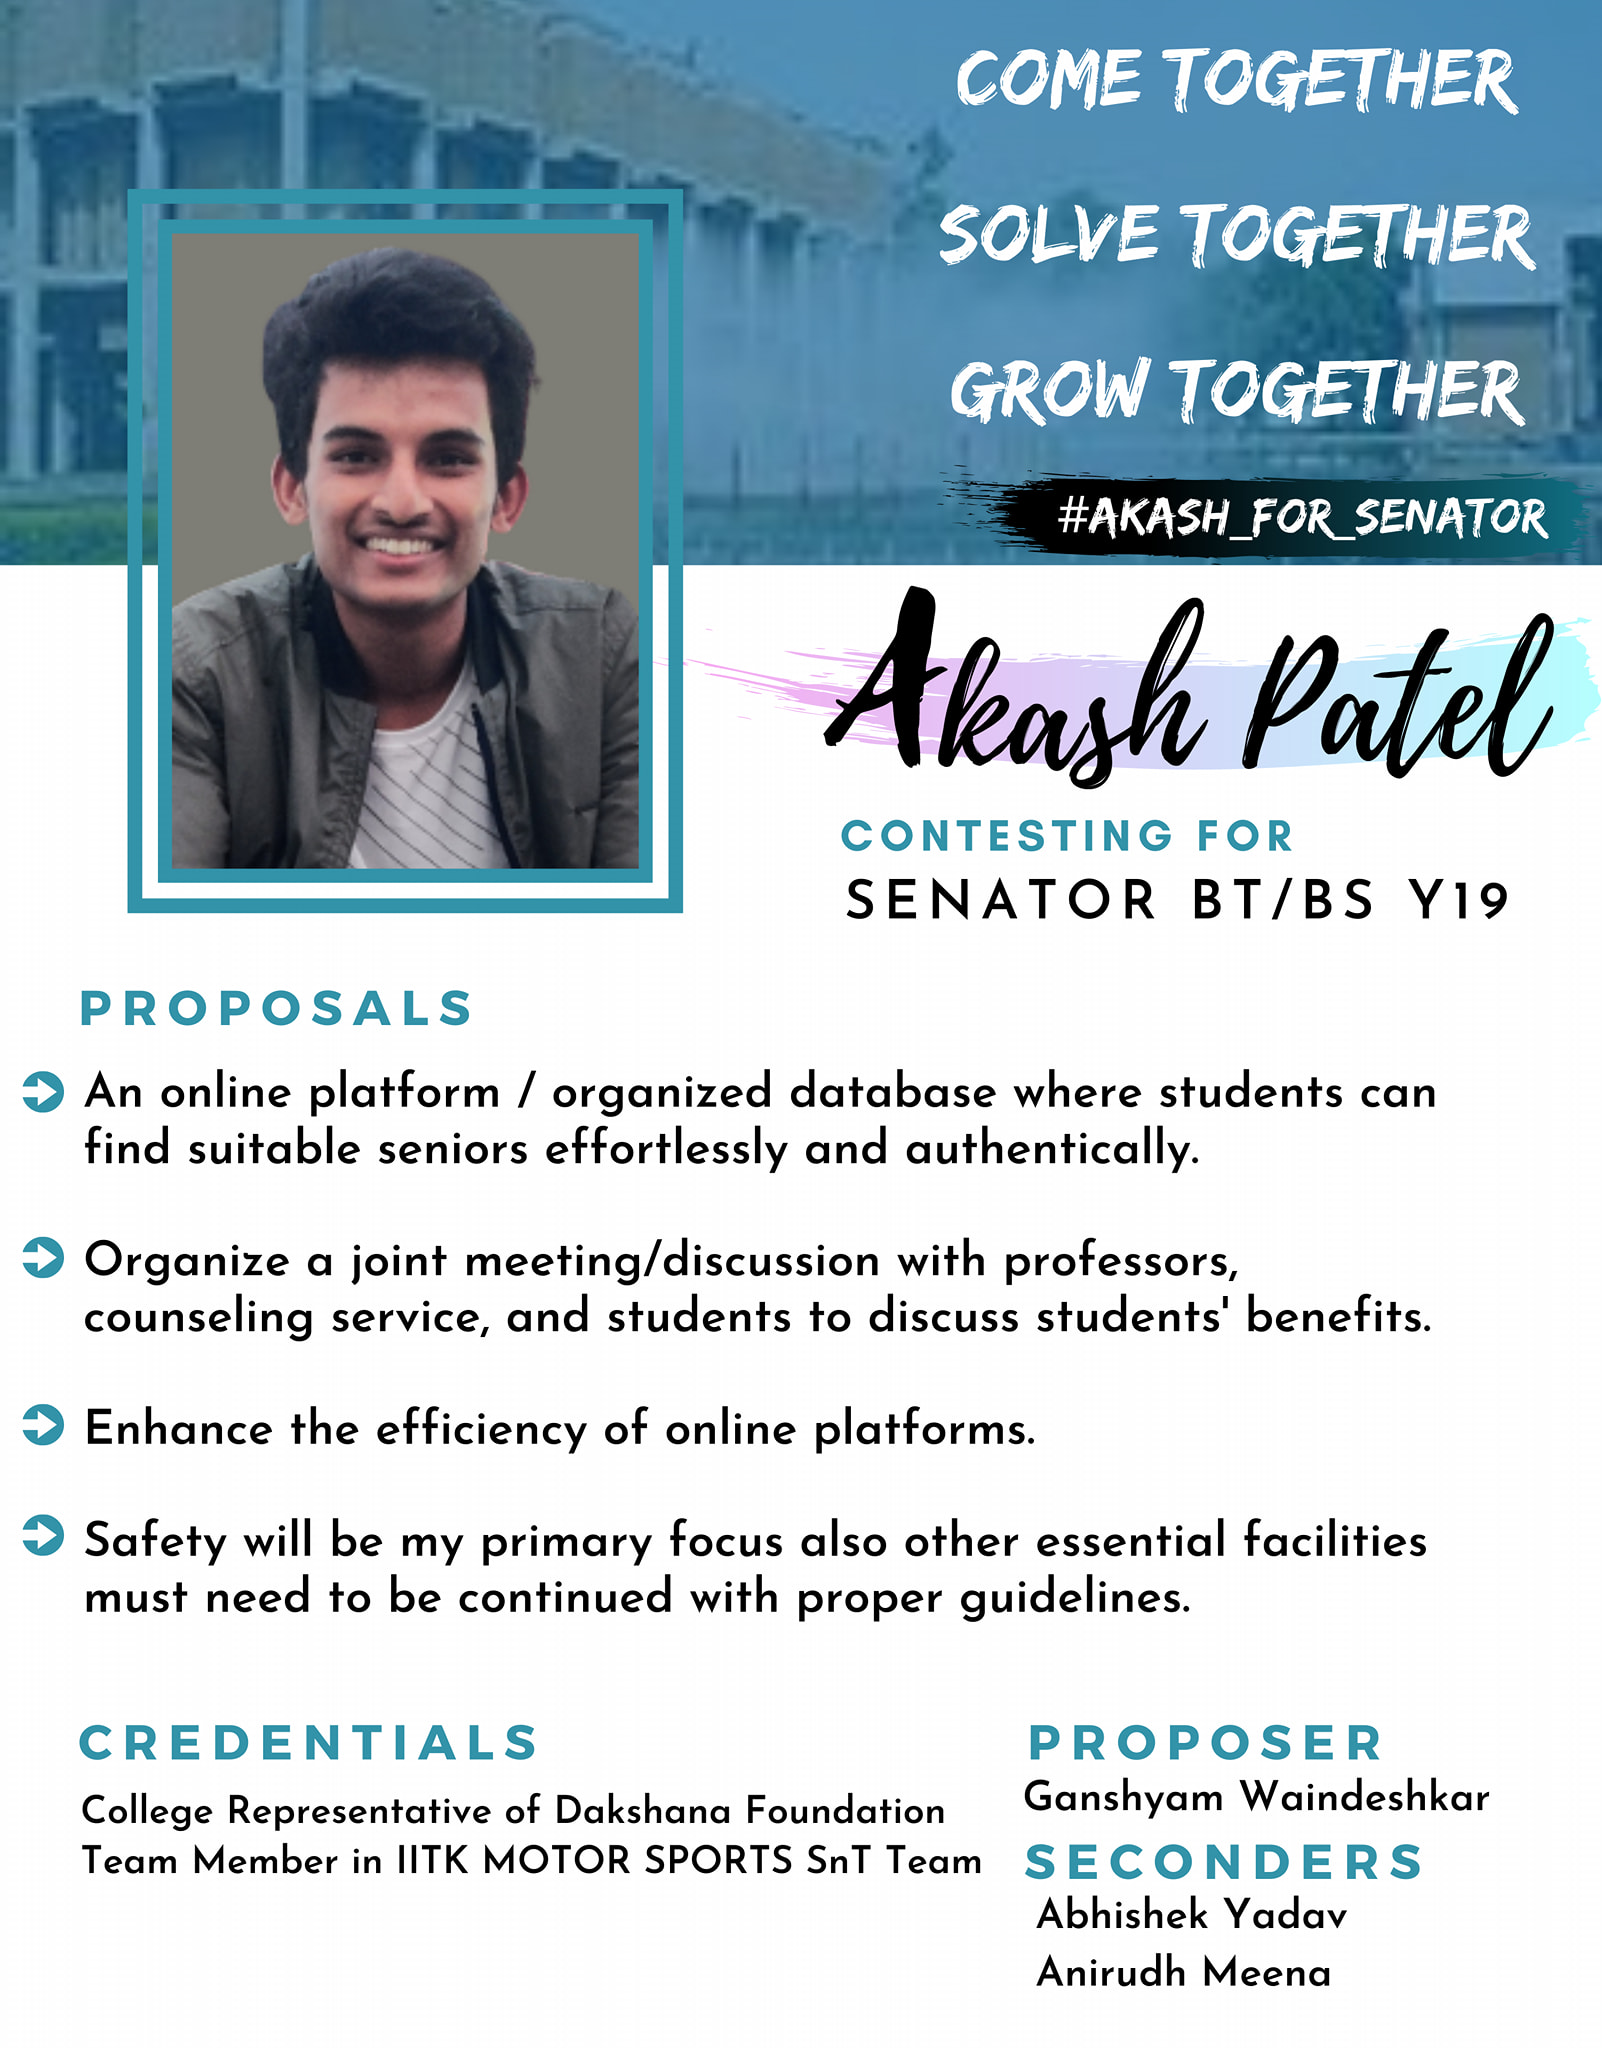 COME TOGETHER
SOLVE TOGETHER
GROW TOGETHER
#AKASH_FOR_SENATOR
Akash Patel
CONTESTING FOR
SENATOR BT/BS Y19
PROPOSALS
An online platform / organized database where students can
find suitable seniors effortlessly and authentically.
Organize a joint meeting/discussion with professors,
counseling service, and students to discuss students' benefits.
Enhance the efficiency of online platforms.
Safety will be my primary focus also other essential facilities
must need to be continued with proper guidelines.
CREDENTIALS
College Representative of Dakshana Foundation
Team Member in IITK MOTOR SPORTS SnT Team
PROPOSER
Ganshyam Waindeshkar
SECONDERS
Abhishek Yadav
Anirudh Meena